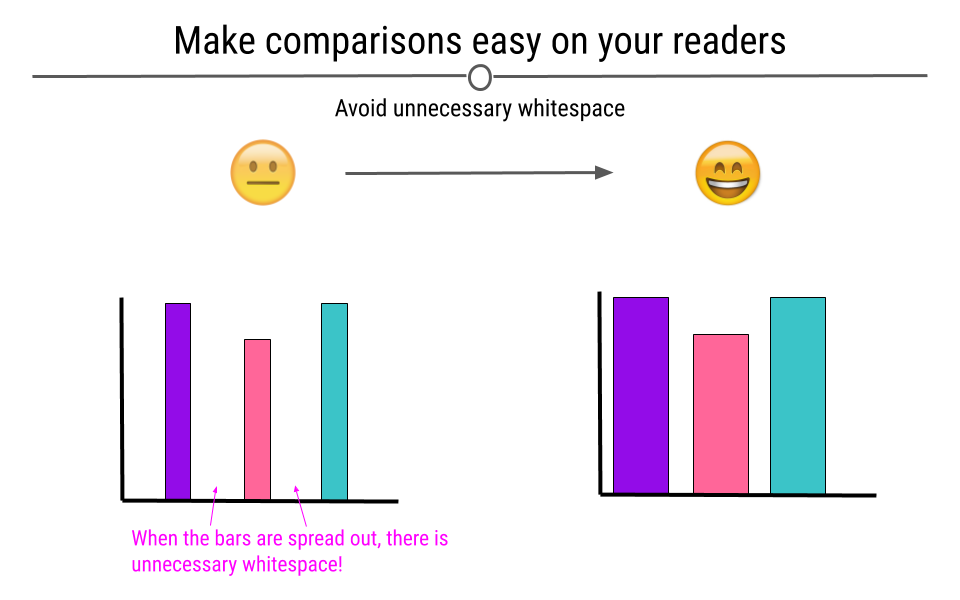 Make comparisons easy on your readers
Avoid unnecessary whitespace
When the bars are spread out, there is
unnecessary whitespace!